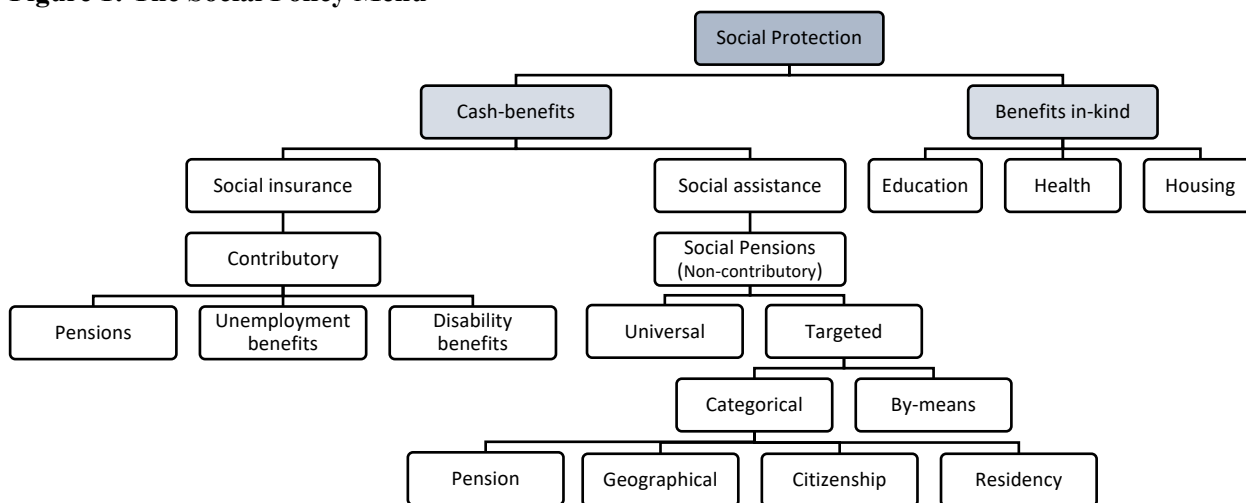 Figure 1. The Social Policy Menu
Social Protection
Cash-benefits
Benefits in-kind
Social insurance
Social assistance
Education
Health
Housing
Contributory
Social Pensions
(Non-contributory)
Pensions
Unemployment
benefits
Disability
benefits
Universal
Targeted
Categorical
By-means
Pension
Geographical
Citizenship
Residency